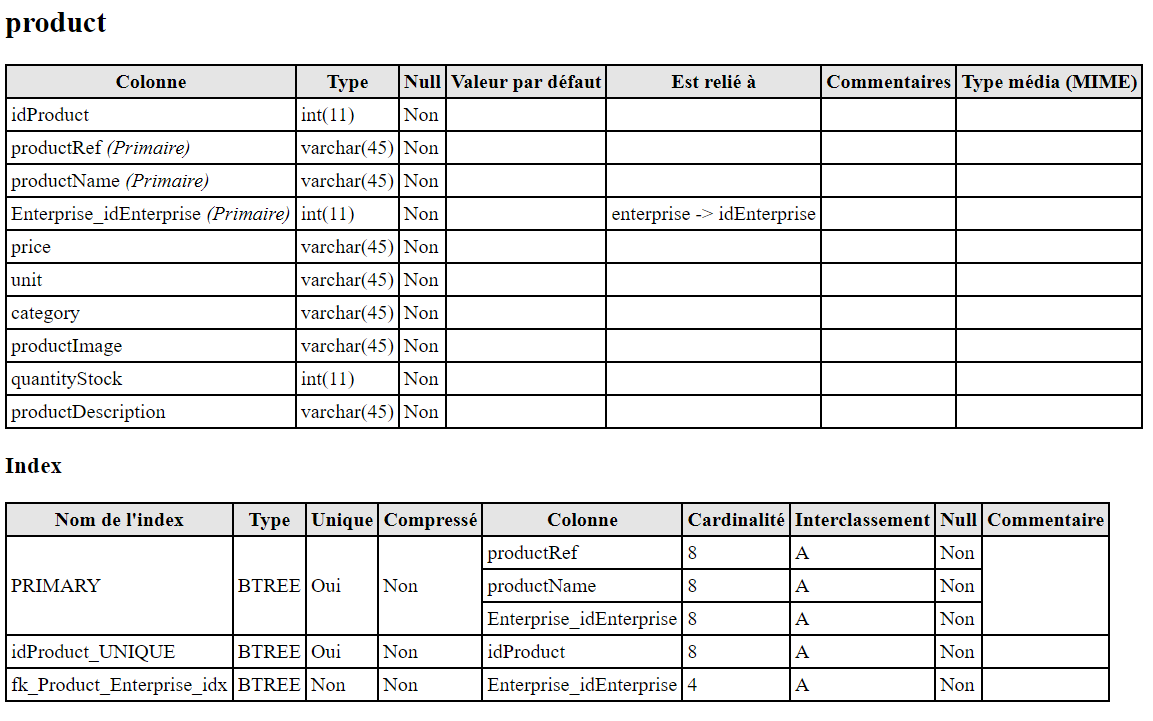 product
Colonne Type Null Valeur par défaut Est relié à Commentaires Type média (MIME)
idProduct int(11) Non
productRef (Primaire) varchar(45) Non
productName (Primaire) varchar(45) Non
Enterprise_idEnterprise (Primaire) int(11) Non enterprise -> idEnterprise
price varchar(45) Non
unit varchar(45) Non
category varchar(45) Non
productImage varchar(45) Non
quantityStock int(11) Non
productDescription varchar(45) Non
Index
Nom de l'index Type Unique Compressé Colonne Cardinalité Interclassement Null Commentaire
PRIMARY BTREE Oui Non productRef 8 A Non
productName 8 A Non
Enterprise_idEnterprise 8 A Non
idProduct_UNIQUE BTREE Oui Non idProduct 8 A Non
fk_Product_Enterprise_idx BTREE Non Non Enterprise_idEnterprise 4 A Non